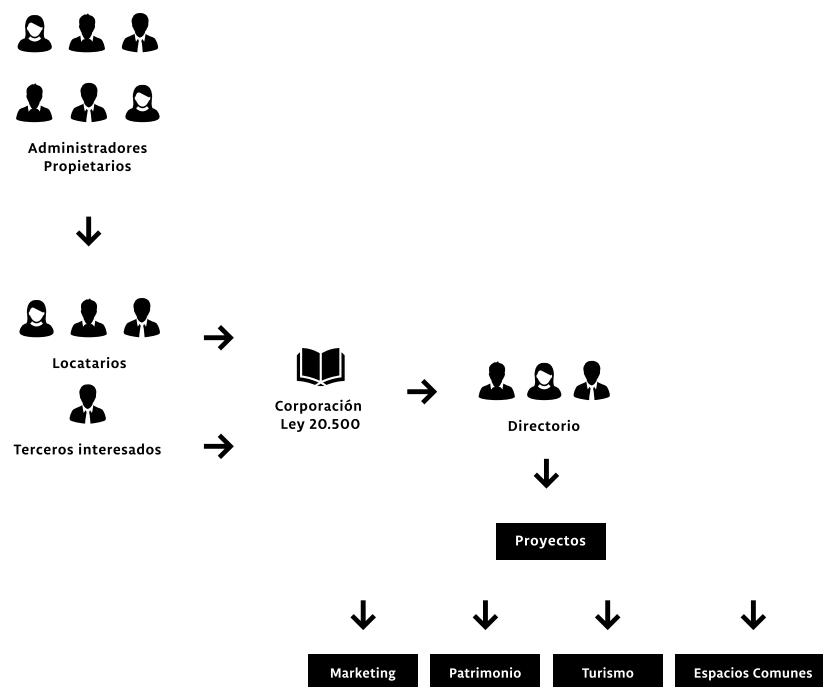 Administradores
Propietarios
Locatarios
Terceros interesados
Corporación
Ley 20.500
Directorio
Proyectos
Marketing
Patrimonio
Turismo
Espacios Comunes